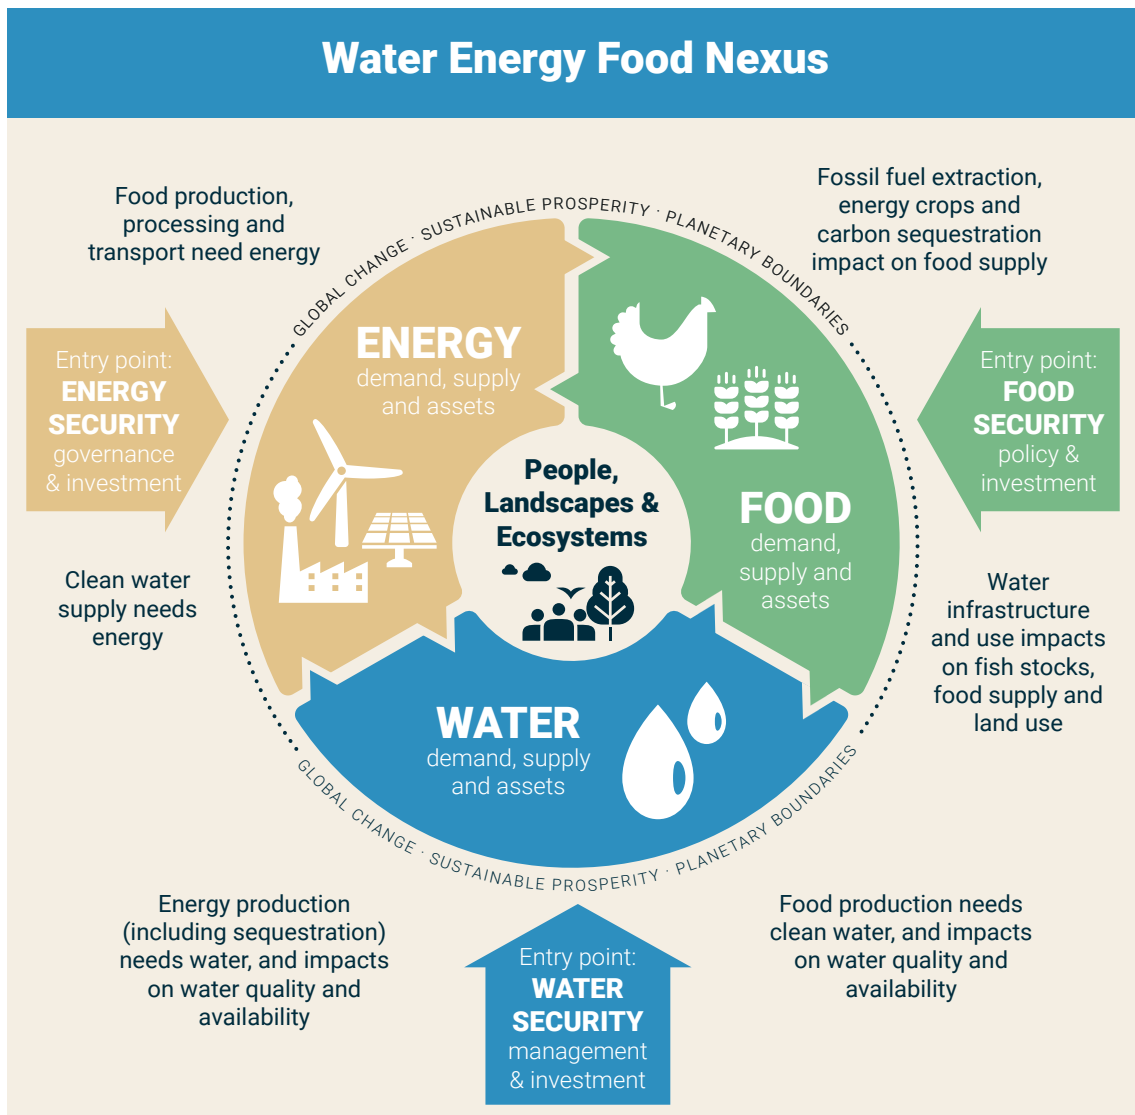 Water Energy Food Nexus
Food production,
processing and
transport need energy
Fossil fuel extraction,
energy crops and
carbon sequestration
impact on food supply
GLOBAL CHANGE · SUSTAINABLE PROSPERITY · PLANETARY BOUNDARIES
Entry point:
ENERGY
SECURITY
governance
& investment
ENERGY
demand, supply
and assets
Entry point:
FOOD
SECURITY
policy &
investment
People,
Landscapes &
Ecosystems
FOOD
demand,
supply and
assets
Clean water
supply needs
energy
Water
infrastructure
and use impacts
on fish stocks,
food supply and
land use
WATER
demand, supply
and assets
GLOBAL CHANGE · SUSTAINABLE PROSPERITY · PLANETARY BOUNDARIES
Energy production
(including sequestration)
needs water, and impacts
on water quality and
availability
Entry point:
WATER
SECURITY
management
& investment
Food production needs
clean water, and impacts
on water quality and
availability